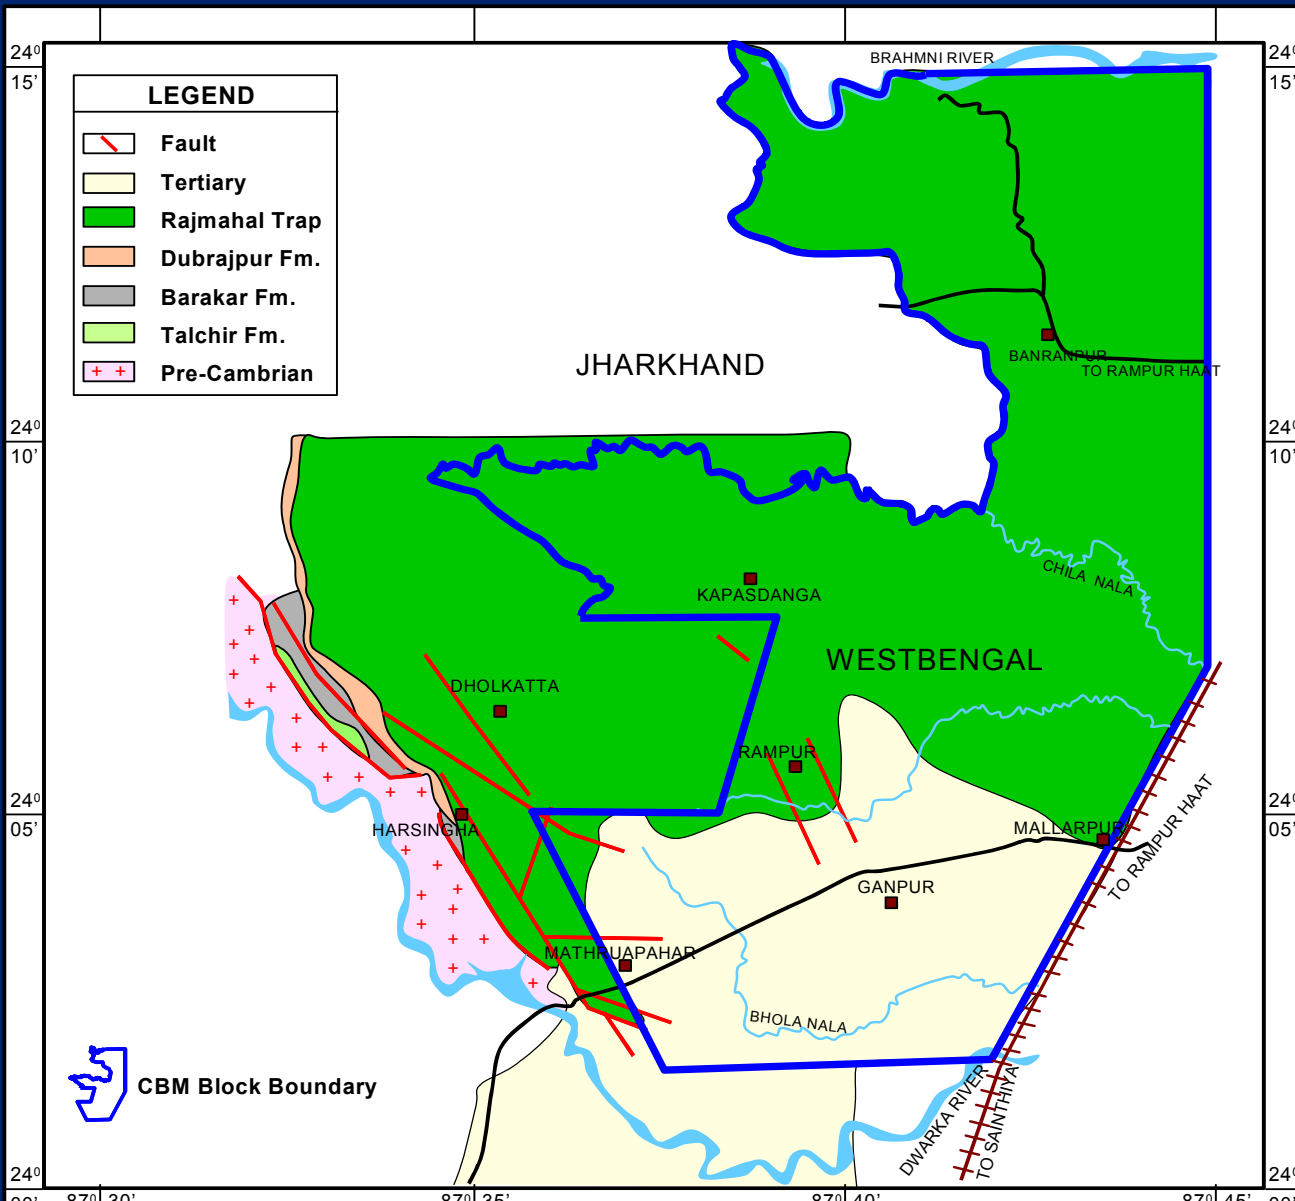 BRAHMNI RIVER
24⁰
15'
24⁰
15'
LEGEND
Fault
Tertiary
Rajmahal Trap
Dubrajpur Fm.
Barakar Fm.
Talchir Fm.
Pre-Cambrian
JHARKHAND
BANRANPUR
TO RAMPUR HAAT
24⁰
10'
24⁰
10'
CHILA NALA
KAPASDANGA
WESTBENGAL
DHOLKATTA
RAMPUR
24⁰
05'
24⁰
05'
HARSINGHA
MALLARPUR
TO RAMPUR HAAT
GANPUR
MATHRUAPAHAR
BHOLA NALA
CBM Block Boundary
DWARKA RIVER
TO SAINTHIYA
24⁰
24⁰
87⁰ 30'
87⁰ 35'
87⁰ 40'
87⁰ 45'